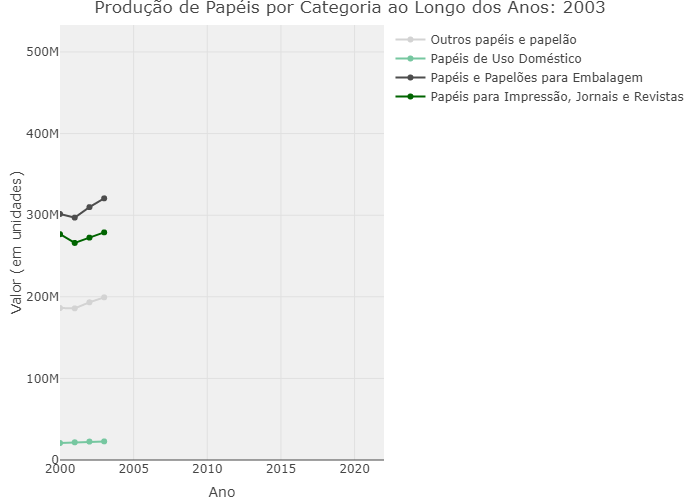 Produção de Papéis por Categoria ao Longo dos Anos: 2003
Outros papéis e papelão
Papéis de Uso Doméstico
Papéis e Papelões para Embalagem
Papéis para Impressão, Jornais e Revistas
Valor (em unidades)
500M
400M
300M
200M
100M
0
2000
2005
2010
2015
2020
Ano